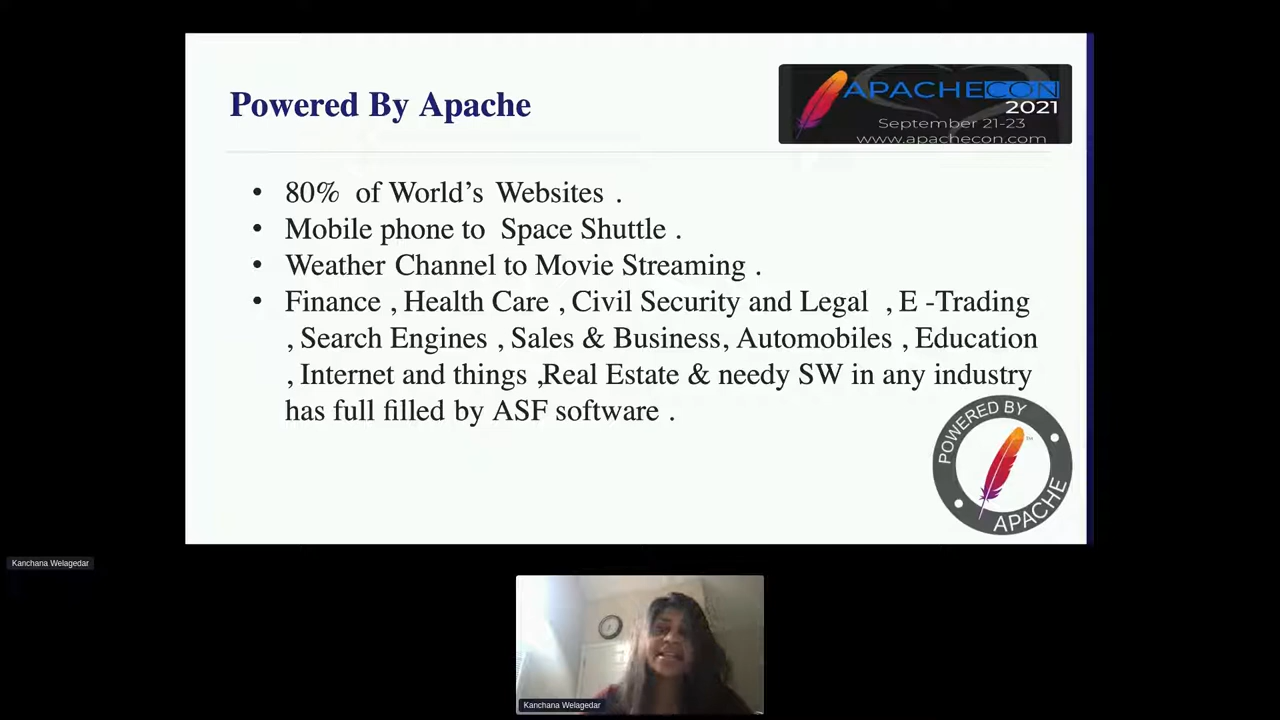 Powered By Apache
APACHECON
2021
September 21-23
www.apachecon.com
• 80% of World's Websites .
• Mobile phone to Space Shuttle .
• Weather Channel to Movie Streaming .
• Finance , Health Care , Civil Security and Legal , E -Trading
, Search Engines , Sales & Business, Automobiles , Education
, Internet and things ,Real Estate & needy SW in any industry
has full filled by ASF software .
POWERED BY
TM
APACHE
Kanchana Welagedar
Kanchana Welagedar